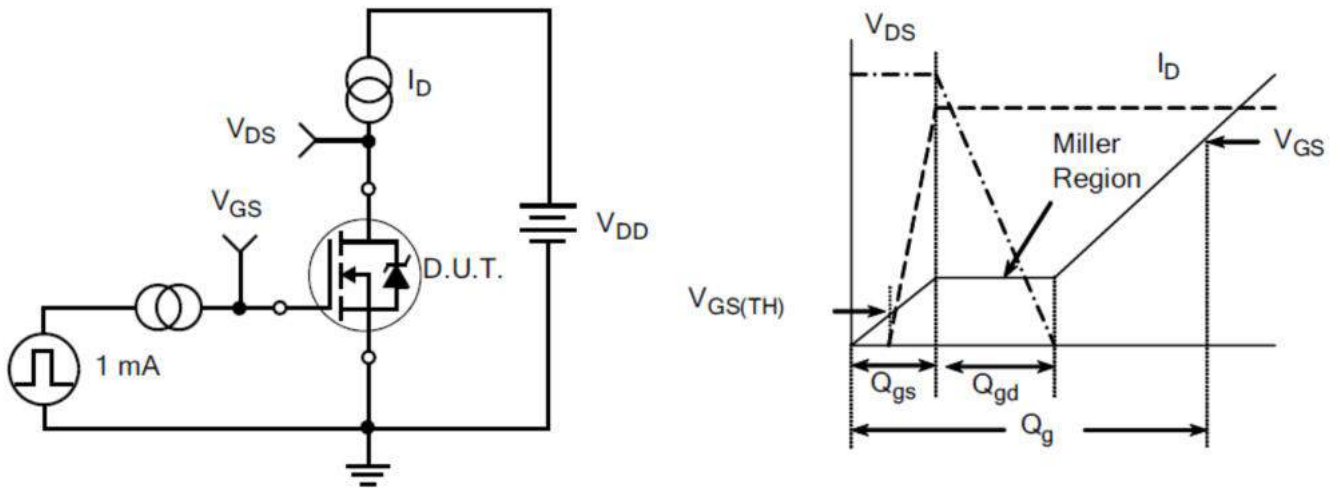 I_D
V_DS
V_GS
V_DD
D.U.T.
1 mA
V_DS
I_D
Miller
Region
V_GS
V_GS(TH)
Q_gs
Q_gd
Q_g